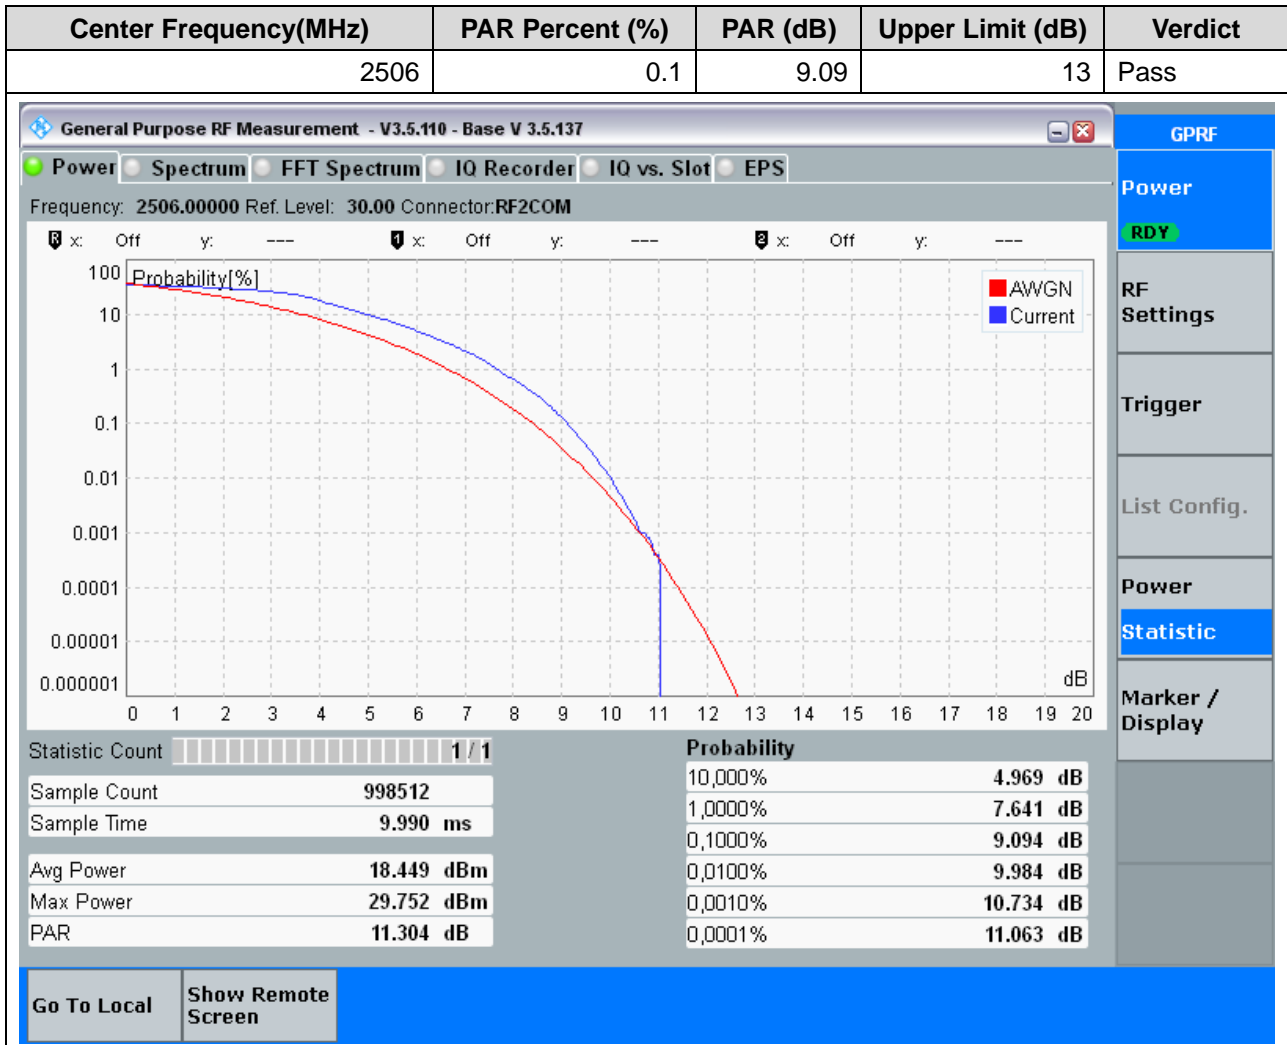 Center Frequency(MHz) PAR Percent (%) PAR (dB) Upper Limit (dB) Verdict
2506 0.1 9.09 13 Pass
General Purpose RF Measurement - V3.5.110 - Base V 3.5.137
GPRF
Power Spectrum FFT Spectrum IQ Recorder IQ vs. Slot EPS
Power
Frequency: 2506.00000 Ref. Level: 30.00 Connector:RF2COM
RDY
R x: Off y: --- 1 x: Off y: --- 2 x: Off y: ---
100 Probability[%]
AWGN
Current
RF
Settings
10
1
Trigger
0.1
0.01
List Config.
0.001
0.0001
Power
0.00001
Statistic
0.000001
dB
Marker /
Display
0 1 2 3 4 5 6 7 8 9 10 11 12 13 14 15 16 17 18 19 20
Statistic Count 1 / 1
Probability
Sample Count 998512
10,000% 4.969 dB
1,0000% 7.641 dB
Sample Time 9.990 ms
0,1000% 9.094 dB
Avg Power 18.449 dBm
0,0100% 9.984 dB
Max Power 29.752 dBm
0,0010% 10.734 dB
PAR 11.304 dB
0,0001% 11.063 dB
Go To Local
Show Remote
Screen